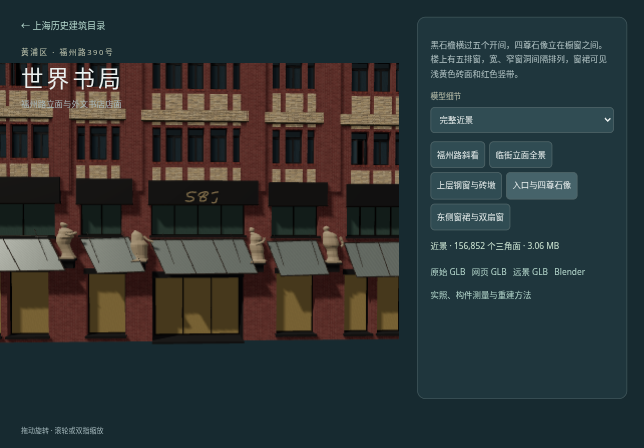 ← 上海历史建筑目录
黄浦区 · 福州路390号
世界书局
福州路立面与外文书店店面
黑石檐横过五个开间，四尊石像立在橱窗之间。
楼上有五排窗，宽、窄窗洞间隔排列，窗裙可见
浅黄色砖面和红色竖带。
模型细节
完整近景
福州路斜看
临街立面全景
上层钢窗与砖墩
入口与四尊石像
东侧窗裙与双扇窗
近景 · 156,852 个三角面 · 3.06 MB
原始 GLB 网页 GLB 远景 GLB Blender
实照、构件测量与重建方法
拖动旋转 · 滚轮或双指缩放